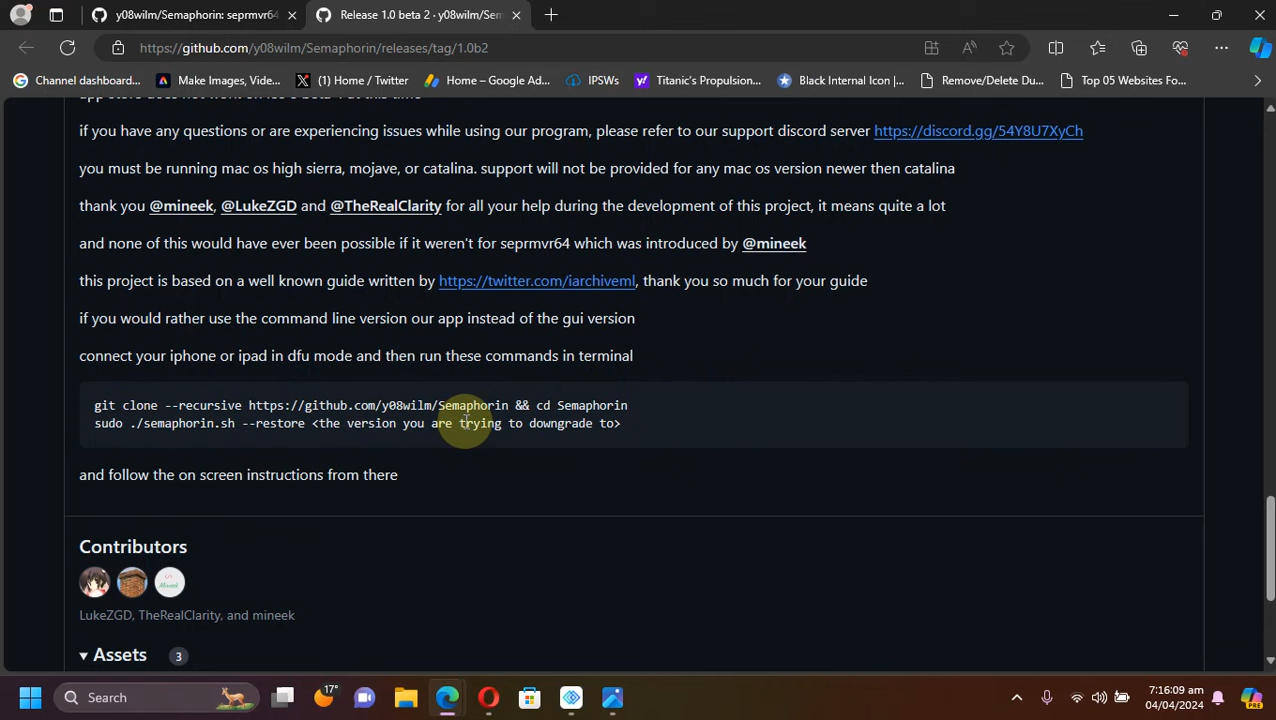 y08wilm/Semaphorin: seprmvr64
Release 1.0 beta 2 · y08wilm/Sem
https://github.com/y08wilm/Semaphorin/releases/tag/1.0b2
Channel dashboard...
Make Images, Vide...
(1) Home / Twitter
Home – Google Ad...
IPSWs
Titanic's Propulsion...
Black Internal Icon |...
Remove/Delete Du...
Top 05 Websites For...
if you have any questions or are experiencing issues while using our program, please refer to our support discord server https://discord.gg/54Y8U7XyCh
you must be running mac os high sierra, mojave, or catalina. support will not be provided for any mac os version newer then catalina
thank you @mineek, @LukeZGD and @TheRealClarity for all your help during the development of this project, it means quite a lot
and none of this would have ever been possible if it weren't for seprmvr64 which was introduced by @mineek
this project is based on a well known guide written by https://twitter.com/iarchiveml, thank you so much for your guide
if you would rather use the command line version our app instead of the gui version
connect your iphone or ipad in dfu mode and then run these commands in terminal
git clone --recursive https://github.com/y08wilm/Semaphorin && cd Semaphorin
sudo ./semaphorin.sh --restore <the version you are trying to downgrade to>
and follow the on screen instructions from there
Contributors
LukeZGD, TheRealClarity, and mineek
Assets 3
Search
17°
7:16:09 am
04/04/2024